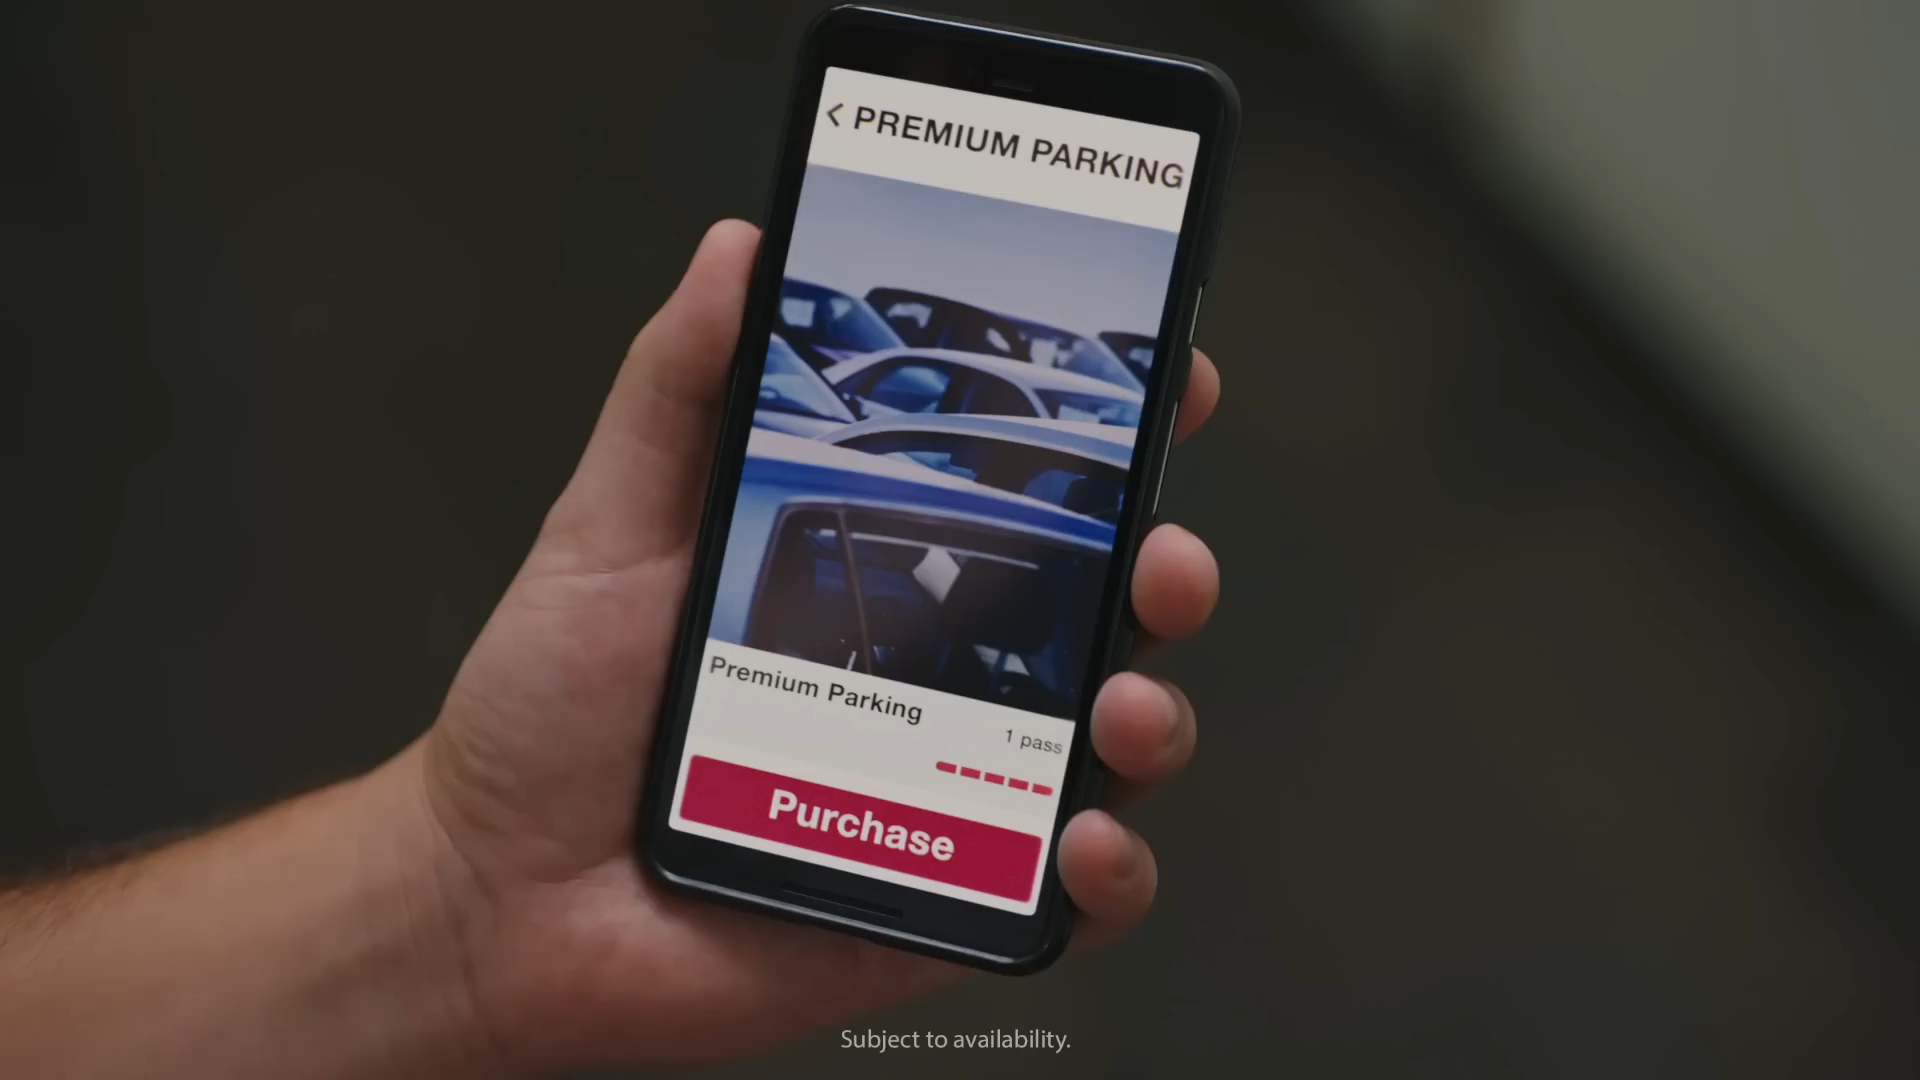 < PREMIUM PARKING
Premium Parking
1 pass
Purchase
Subject to availability.